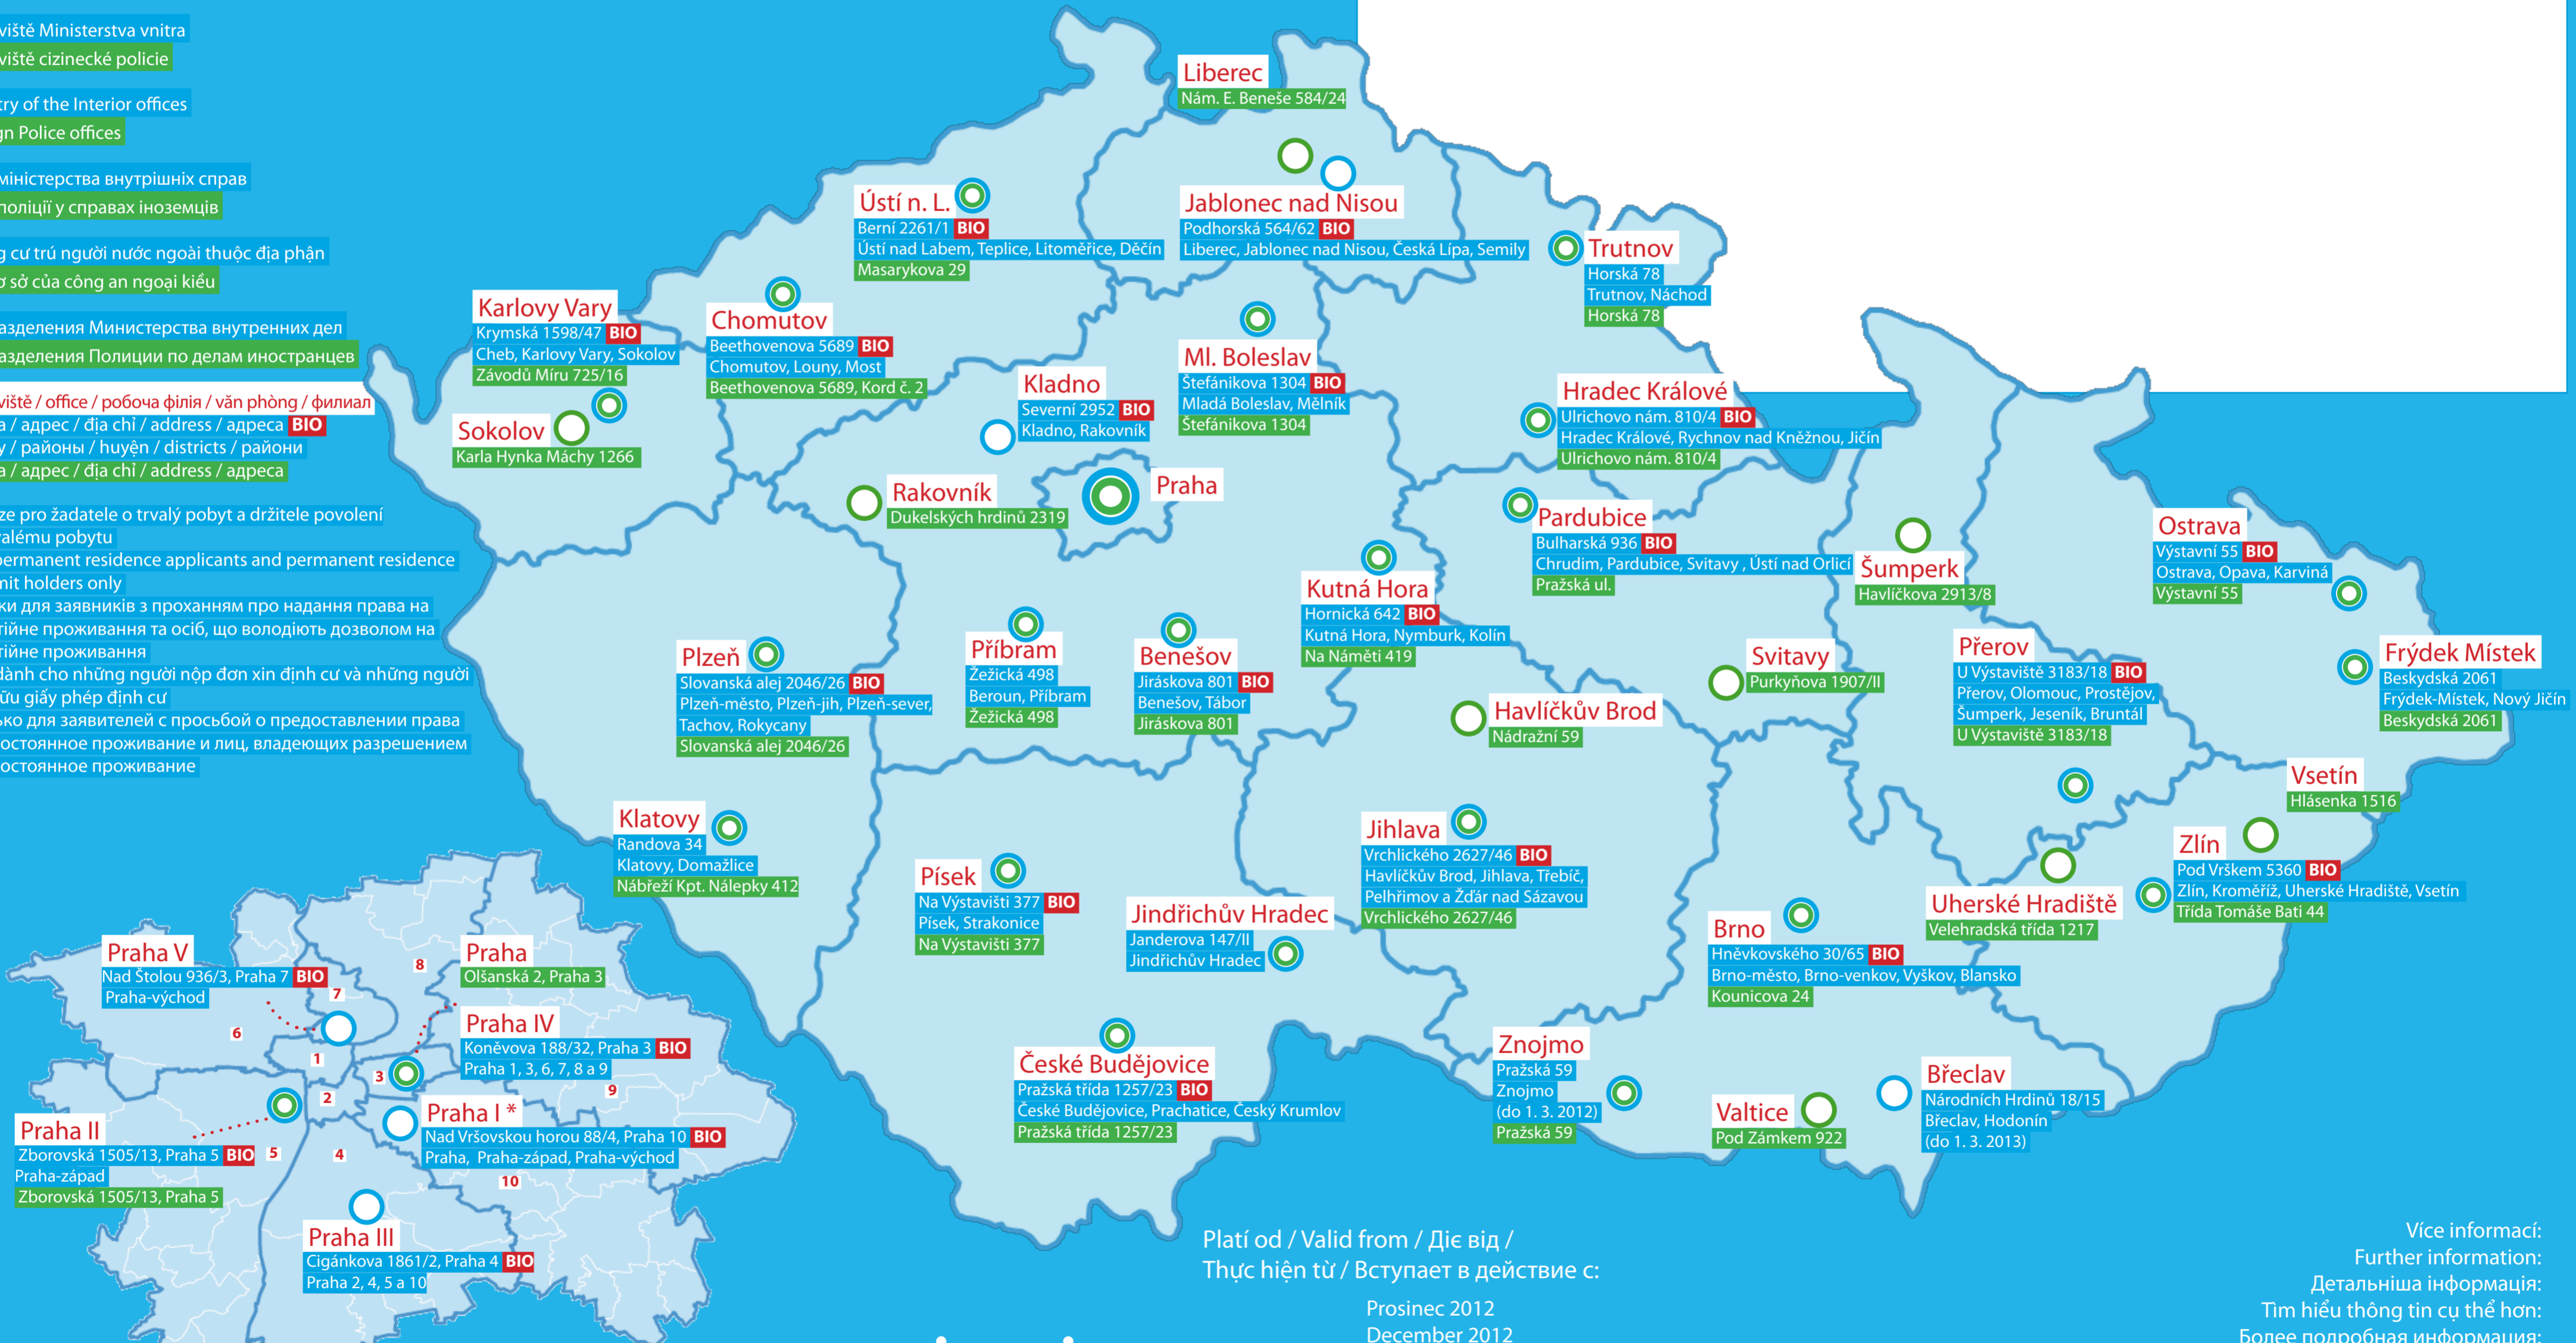 viště Ministerstva vnitra
viště cizinecké policie
try of the Interior offices
gn Police offices
міністерства внутрішніх справ
поліції у справах іноземців
g cư trú người nước ngoài thuộc địa phận
ơ sở của công an ngoại kiều
азделения Министерства внутренних дел
азделения Полиции по делам иностранцев
viště / office / робоча філія / văn phòng / филиал
a / адрес / địa chỉ / address / адреса BIO
y / районы / huyện / districts / райони
a / адрес / địa chỉ / address / адреса
ze pro žadatele o trvalý pobyt a držitele povolení
valému pobytu
permanent residence applicants and permanent residence
mit holders only
ки для заявників з проханням про надання права на
тійне проживання та осіб, що володіють дозволом на
тійне проживання
dành cho những người nộp đơn xin định cư và những người
ữu giấy phép định cư
ько для заявителей с просьбой о предоставлении права
остоянное проживание и лиц, владеющих разрешением
остоянное проживание
Liberec
Nám. E. Beneše 584/24
Ústí n. L.
Berní 2261/1 BIO
Ústí nad Labem, Teplice, Litoměřice, Děčín
Masarykova 29
Jablonec nad Nisou
Podhorská 564/62 BIO
Liberec, Jablonec nad Nisou, Česká Lípa, Semily
Trutnov
Horská 78
Trutnov, Náchod
Horská 78
Karlovy Vary
Krymská 1598/47 BIO
Cheb, Karlovy Vary, Sokolov
Závodů Míru 725/16
Chomutov
Beethovenova 5689 BIO
Chomutov, Louny, Most
Beethovenova 5689, Kord č. 2
Ml. Boleslav
Štefánikova 1304 BIO
Mladá Boleslav, Mělník
Štefánikova 1304
Kladno
Severní 2952 BIO
Kladno, Rakovník
Hradec Králové
Ulrichovo nám. 810/4 BIO
Hradec Králové, Rychnov nad Kněžnou, Jičín
Ulrichovo nám. 810/4
Sokolov
Karla Hynka Máchy 1266
Rakovník
Dukelských hrdinů 2319
Praha
Pardubice
Bulharská 936 BIO
Chrudim, Pardubice, Svitavy , Ústí nad Orlicí
Pražská ul.
Šumperk
Havlíčkova 2913/8
Ostrava
Výstavní 55 BIO
Ostrava, Opava, Karviná
Výstavní 55
Kutná Hora
Hornická 642 BIO
Kutná Hora, Nymburk, Kolín
Na Náměti 419
Plzeň
Slovanská alej 2046/26 BIO
Plzeň-město, Plzeň-jih, Plzeň-sever,
Tachov, Rokycany
Slovanská alej 2046/26
Příbram
Žežická 498
Beroun, Příbram
Žežická 498
Benešov
Jiráskova 801 BIO
Benešov, Tábor
Jiráskova 801
Svitavy
Purkyňova 1907/II
Přerov
U Výstaviště 3183/18 BIO
Přerov, Olomouc, Prostějov,
Šumperk, Jeseník, Bruntál
U Výstaviště 3183/18
Frýdek Místek
Beskydská 2061
Frýdek-Místek, Nový Jičín
Beskydská 2061
Havlíčkův Brod
Nádražní 59
Vsetín
Hlásenka 1516
Klatovy
Randova 34
Klatovy, Domažlice
Nábřeží Kpt. Nálepky 412
Jihlava
Vrchlického 2627/46 BIO
Havlíčkův Brod, Jihlava, Třebíč,
Pelhřimov a Žďár nad Sázavou
Vrchlického 2627/46
Zlín
Pod Vrškem 5360 BIO
Zlín, Kroměříž, Uherské Hradiště, Vsetín
Třída Tomáše Bati 44
Písek
Na Výstavišti 377 BIO
Písek, Strakonice
Na Výstavišti 377
Jindřichův Hradec
Janderova 147/II
Jindřichův Hradec
Uherské Hradiště
Velehradská třída 1217
Brno
Hněvkovského 30/65 BIO
Brno-město, Brno-venkov, Vyškov, Blansko
Kounicova 24
České Budějovice
Pražská třída 1257/23 BIO
České Budějovice, Prachatice, Český Krumlov
Pražská třída 1257/23
Znojmo
Pražská 59
Znojmo
(do 1. 3. 2012)
Pražská 59
Valtice
Pod Zámkem 922
Břeclav
Národních Hrdinů 18/15
Břeclav, Hodonín
(do 1. 3. 2013)
Praha V
Nad Štolou 936/3, Praha 7 BIO
Praha-východ
Praha
Olšanská 2, Praha 3
Praha IV
Koněvova 188/32, Praha 3 BIO
Praha 1, 3, 6, 7, 8 a 9
Praha I *
Nad Vršovskou horou 88/4, Praha 10 BIO
Praha, Praha-západ, Praha-východ
Praha II
Zborovská 1505/13, Praha 5 BIO
Praha-západ
Zborovská 1505/13, Praha 5
Praha III
Cigánkova 1861/2, Praha 4 BIO
Praha 2, 4, 5 a 10
8
7
6
1
3
2
9
5
4
10
Platí od / Valid from / Діє від /
Thực hiện từ / Вступает в действие с:
Prosinec 2012
December 2012
Více informací:
Further information:
Детальніша інформація:
Tìm hiểu thông tin cụ thể hơn:
Более подробная информация: